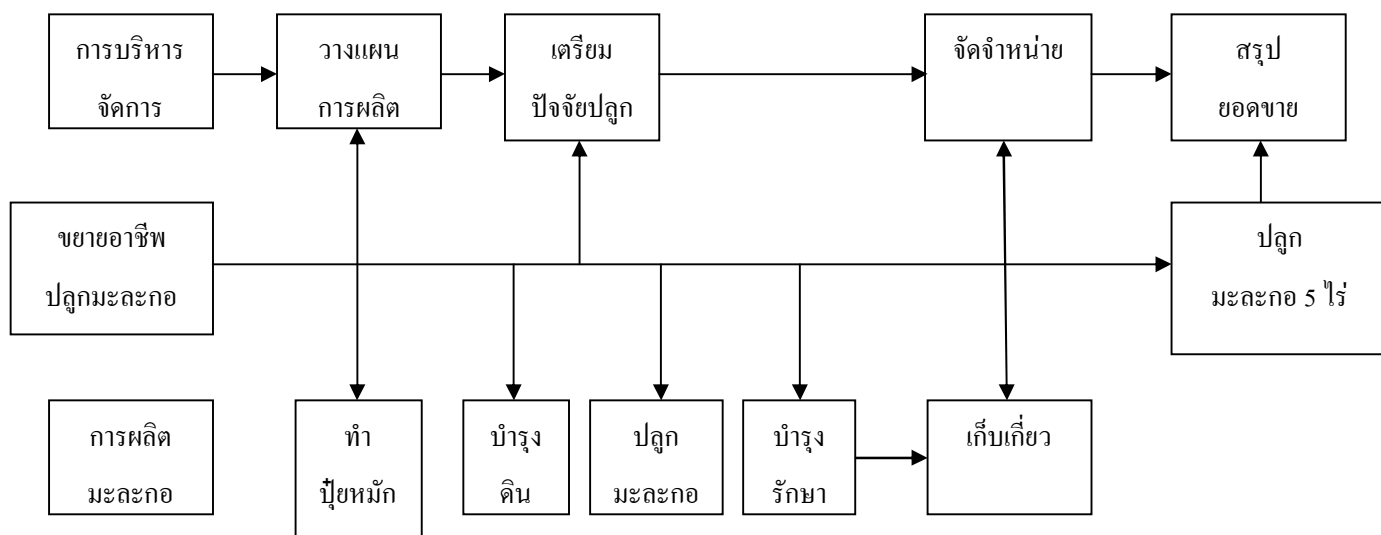 การบริหาร
จัดการ
วางแผน
การผลิต
เตรียม
ปัจจัยปลูก
จัดจำหน่าย
สรุป
ยอดขาย
ขยายอาชีพ
ปลูกมะละกอ
ปลูก
มะละกอ 5 ไร่
การผลิต
มะละกอ
ทำ
ปุ๋ยหมัก
บำรุง
ดิน
ปลูก
มะละกอ
บำรุง
รักษา
เก็บเกี่ยว